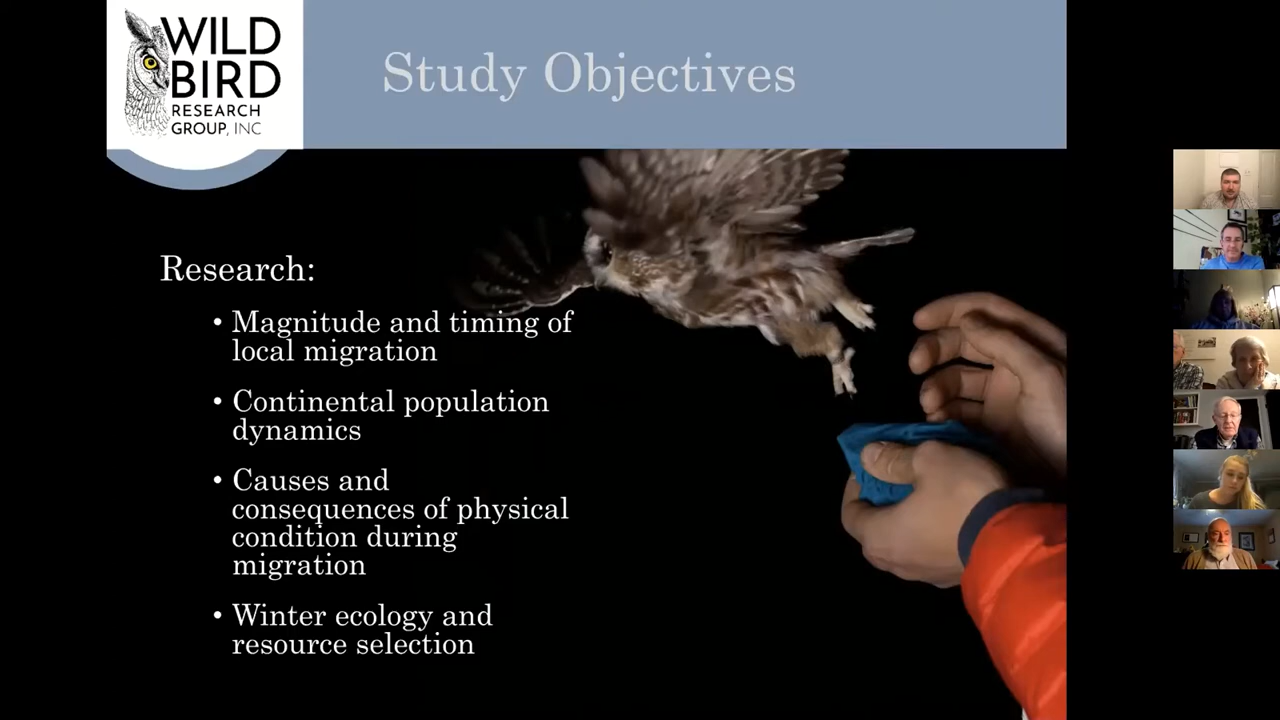 WILD
BIRD
RESEARCH
GROUP, INC
Study Objectives
Research:
• Magnitude and timing of
local migration
• Continental population
dynamics
• Causes and
consequences of physical
condition during
migration
• Winter ecology and
resource selection